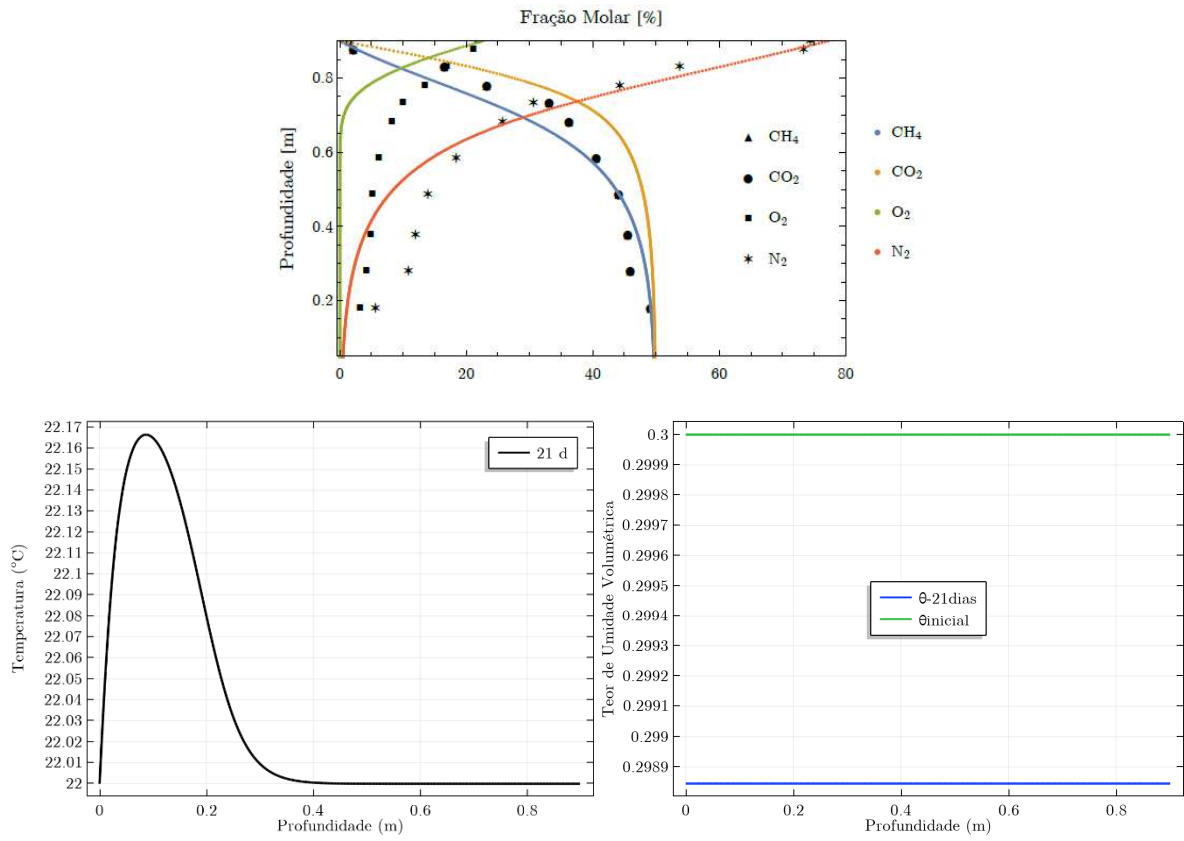 Fração Molar [%]
Profundidade [m]
0.8
0.6
0.4
0.2
0 20 40 60 80
CH4
CO2
O2
N2
CH4
CO2
O2
N2
Temperatura (°C)
22.17
22.16
22.15
22.14
22.13
22.12
22.11
22.1
22.09
22.08
22.07
22.06
22.05
22.04
22.03
22.02
22.01
22
21 d
0 0.2 0.4 0.6 0.8
Profundidade (m)
Teor de Umidade Volumétrica
0.3
0.2999
0.2998
0.2997
0.2996
0.2995
0.2994
0.2993
0.2992
0.2991
0.299
0.2989
θ-21dias
θinicial
0 0.2 0.4 0.6 0.8
Profundidade (m)